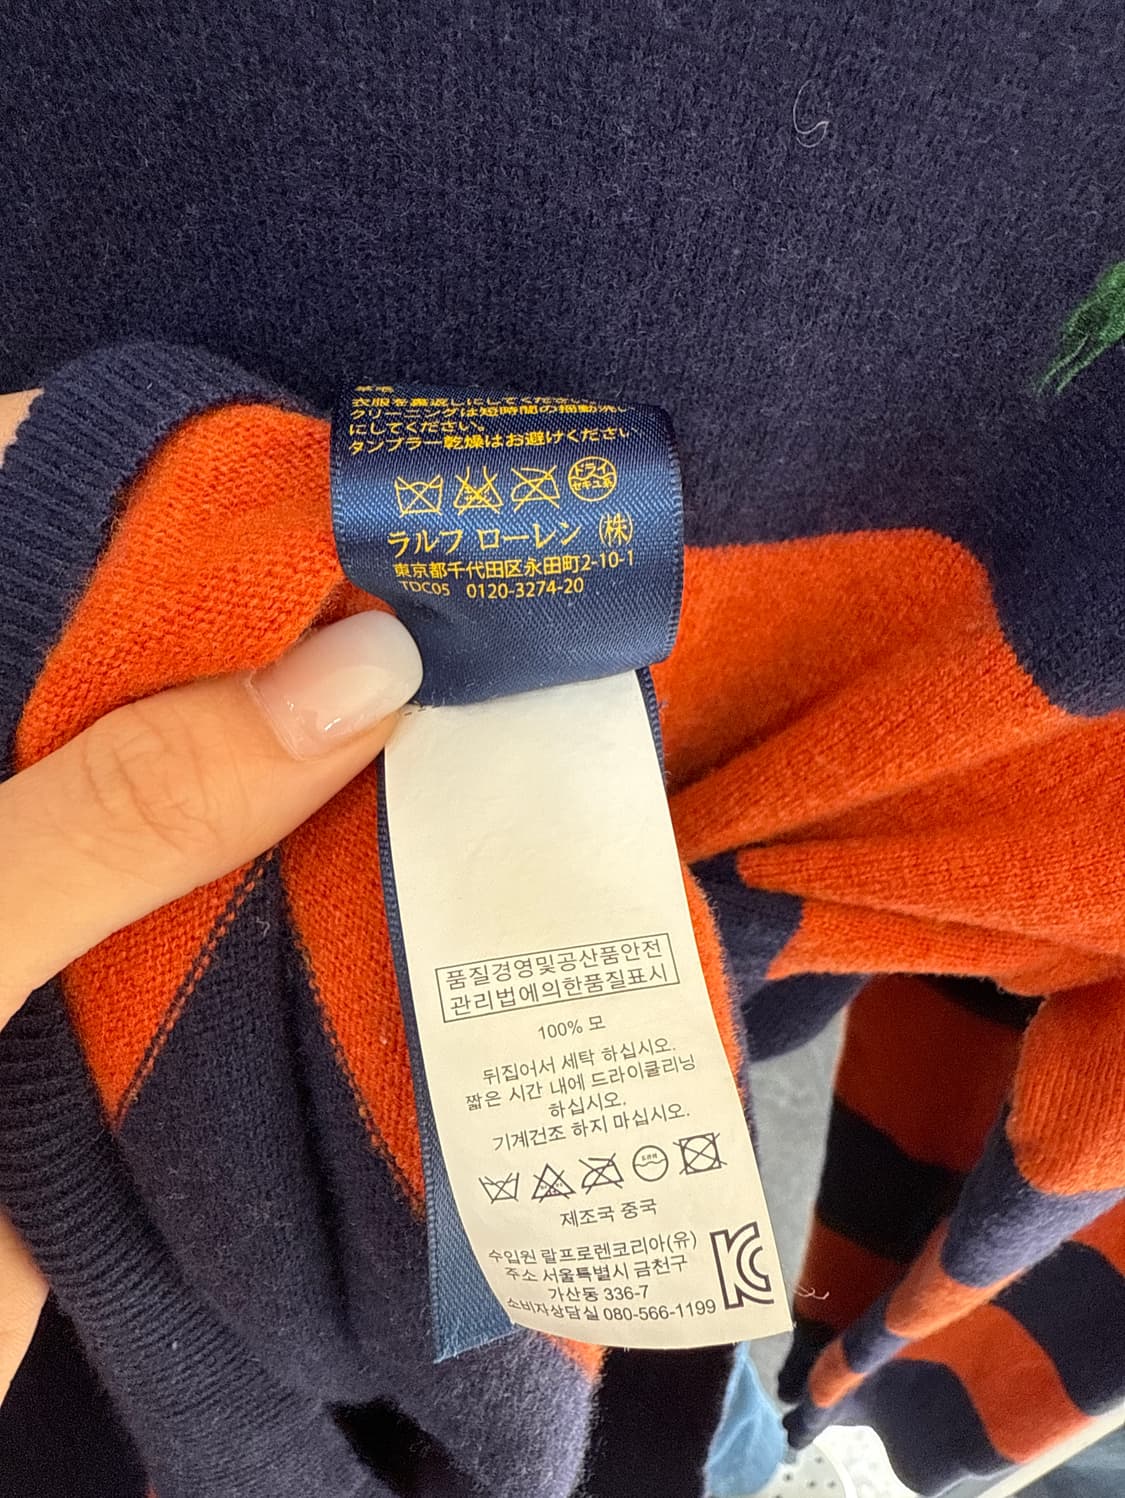 羊毛
衣服を裏返しにしてください。
クリーニングは短時間の揺動洗い
にしてください。
タンブラー乾燥はお避けください
ドライ
セキユ系
ラルフ ローレン ㈱
東京都千代田区永田町2-10-1
TDC05 0120-3274-20
품질경영및공산품안전
관리법에의한품질표시
100% 모
뒤집어서 세탁 하십시오.
짧은 시간 내에 드라이클리닝
하십시오.
기계건조 하지 마십시오.
제조국 중국
수입원 랄프로렌코리아(유)
주소 서울특별시 금천구
가산동 336-7
소비자상담실 080-566-1199